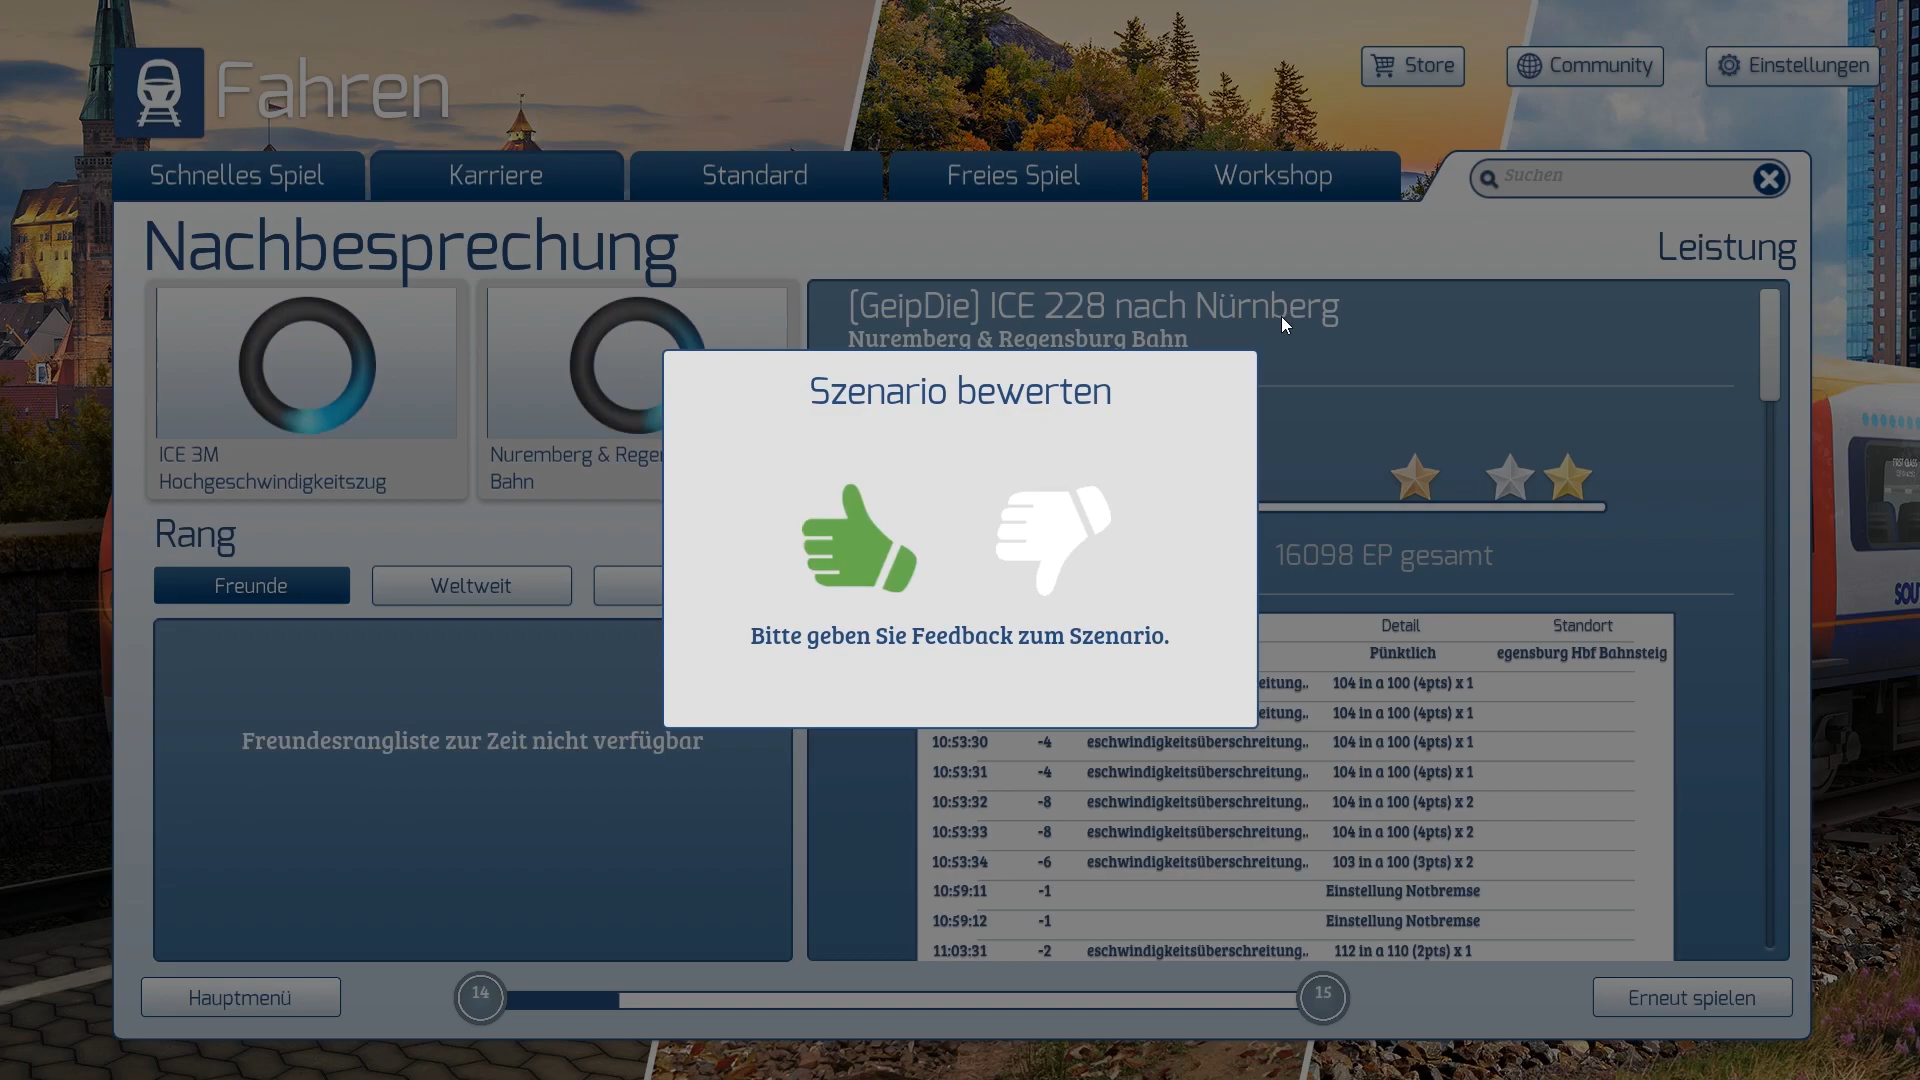 Fahren
Store
Community
Einstellungen
Schnelles Spiel
Karriere
Standard
Freies Spiel
Workshop
Suchen
Nachbesprechung
Leistung
ICE 3M
Hochgeschwindigkeitszug
Nuremberg & Rege
Bahn
[GeipDie] ICE 228 nach Nürnberg
Nuremberg & Regensburg Bahn
Szenario bewerten
Bitte geben Sie Feedback zum Szenario.
16098 EP gesamt
Rang
Freunde
Weltweit
Freundesrangliste zur Zeit nicht verfügbar
Detail Standort
Pünktlich egensburg Hbf Bahnsteig
eitung.. 104 in a 100 (4pts) x 1
eitung.. 104 in a 100 (4pts) x 1
10:53:30 -4 eschwindigkeitsüberschreitung.. 104 in a 100 (4pts) x 1
10:53:31 -4 eschwindigkeitsüberschreitung.. 104 in a 100 (4pts) x 1
10:53:32 -8 eschwindigkeitsüberschreitung.. 104 in a 100 (4pts) x 2
10:53:33 -8 eschwindigkeitsüberschreitung.. 104 in a 100 (4pts) x 2
10:53:34 -6 eschwindigkeitsüberschreitung.. 103 in a 100 (3pts) x 2
10:59:11 -1 Einstellung Notbremse
10:59:12 -1 Einstellung Notbremse
11:03:31 -2 eschwindigkeitsüberschreitung.. 112 in a 110 (2pts) x 1
FIRST CLASS
SOU
Hauptmenü
14
15
Erneut spielen